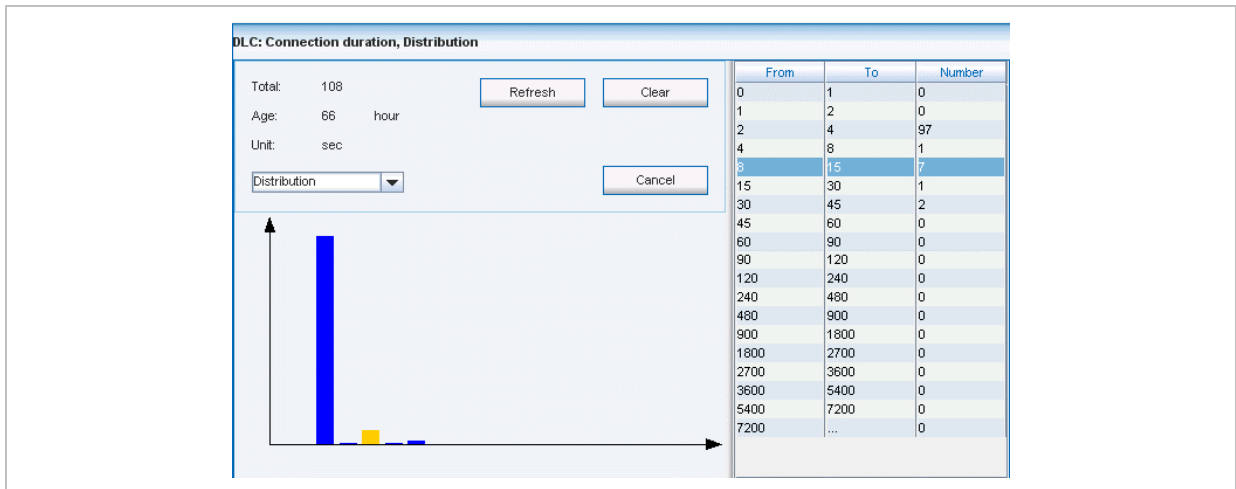 DLC: Connection duration, Distribution
Total: 108
Refresh
Clear
Age: 66 hour
Unit: sec
Distribution
Cancel
From To Number
0 1 0
1 2 0
2 4 97
4 8 1
8 15 7
15 30 1
30 45 2
45 60 0
60 90 0
90 120 0
120 240 0
240 480 0
480 900 0
900 1800 0
1800 2700 0
2700 3600 0
3600 5400 0
5400 7200 0
7200 ... 0